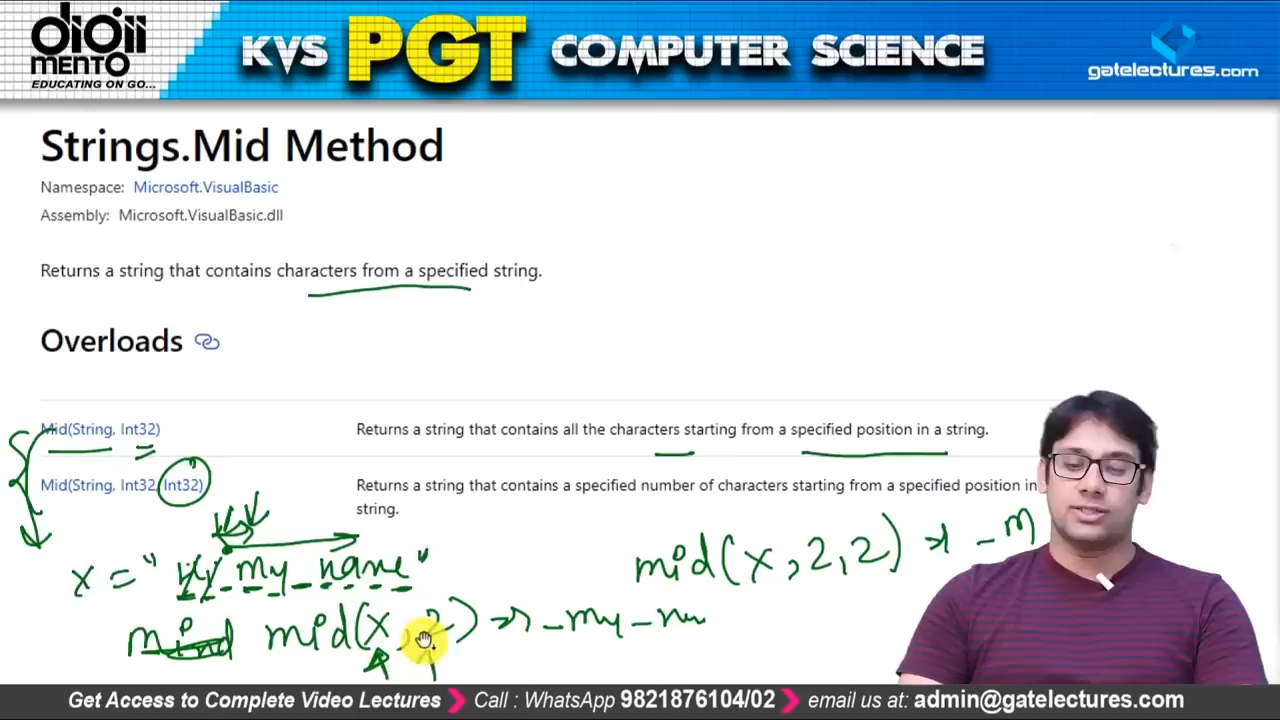 digii
MENTO
EDUCATING ON GO...
KVS PGT COMPUTER SCIENCE
gatelectures.com
Strings.Mid Method
Namespace: Microsoft.VisualBasic
Assembly: Microsoft.VisualBasic.dll
Returns a string that contains characters from a specified string.
Overloads
Mid(String, Int32) Returns a string that contains all the characters starting from a specified position in a string.
Mid(String, Int32, Int32) Returns a string that contains a specified number of characters starting from a specified position in
string.
mid(x,2,2) → _m
x = " my_name"
mid(x,2) → _my_na
Get Access to Complete Video Lectures Call : WhatsApp 9821876104/02 email us at: admin@gatelectures.com